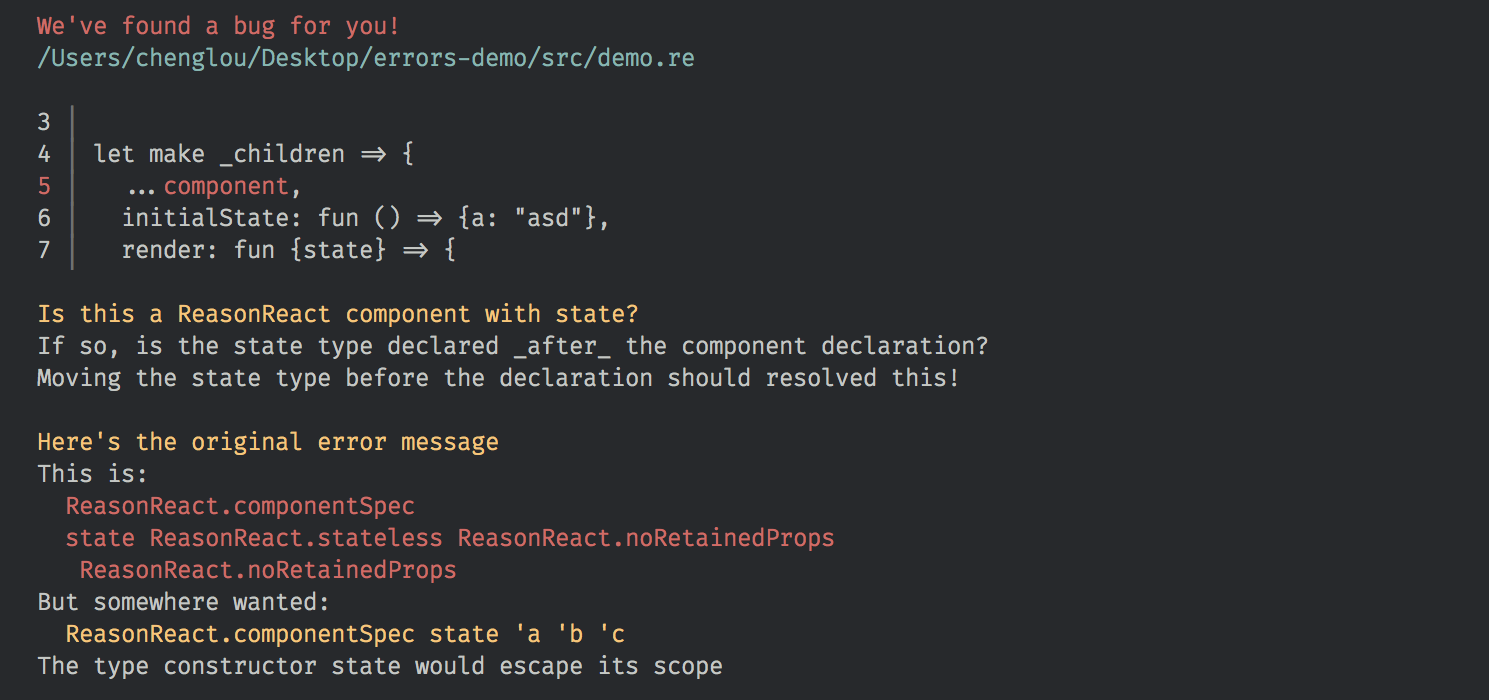 We've found a bug for you!
/Users/chenglou/Desktop/errors-demo/src/demo.re
3
4 let make _children => {
5 ...component,
6 initialState: fun () => {a: "asd"},
7 render: fun {state} => {
Is this a ReasonReact component with state?
If so, is the state type declared _after_ the component declaration?
Moving the state type before the declaration should resolved this!
Here's the original error message
This is:
ReasonReact.componentSpec
state ReasonReact.stateless ReasonReact.noRetainedProps
ReasonReact.noRetainedProps
But somewhere wanted:
ReasonReact.componentSpec state 'a 'b 'c
The type constructor state would escape its scope